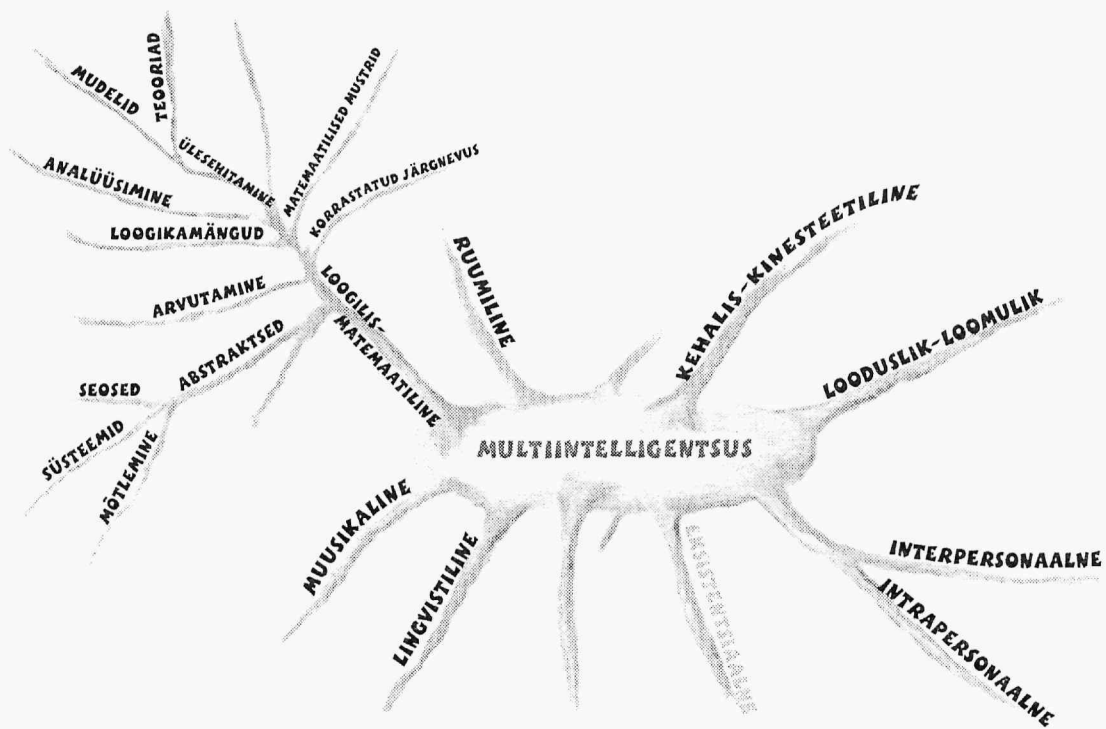 TEOORIAD
MUDELID
ÜLESEHITAMINE
MATEMAATILISED MUSTRID
KORRASTATUD JÄRGNEVUS
ANALÜÜSIMINE
LOOGIKAMÄNGUD
ARVUTAMINE
ABSTRAKTSED
SEOSED
SÜSTEEMID
MÕTLEMINE
LOOGILIS-
MATEMAATILINE
RUUMILINE
KEHALIS-KINESTEETILINE
LOODUSLIK-LOOMULIK
MULTIINTELLIGENTSUS
MUUSIKALINE
LINGVISTILINE
EKSISTENTSIAALNE
INTERPERSONAALNE
INTRAPERSONAALNE